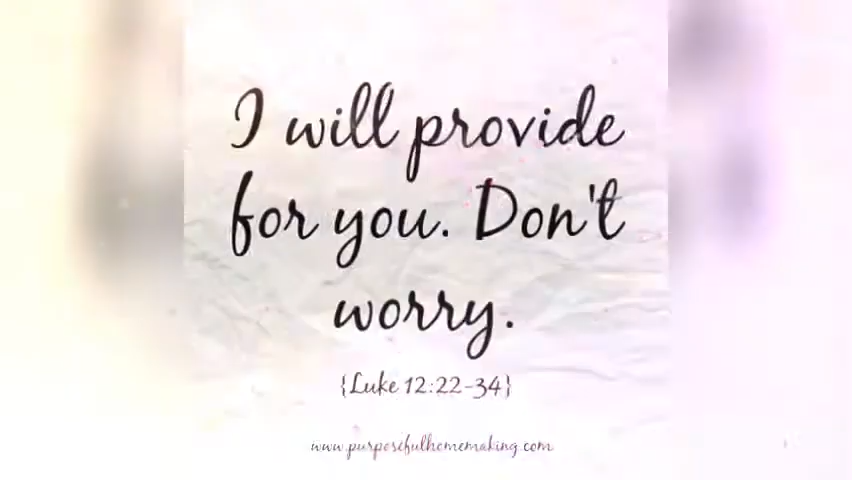 I will provide
for you. Don't
worry.
{Luke 12:22-34}
www.purposefulhomemaking.com